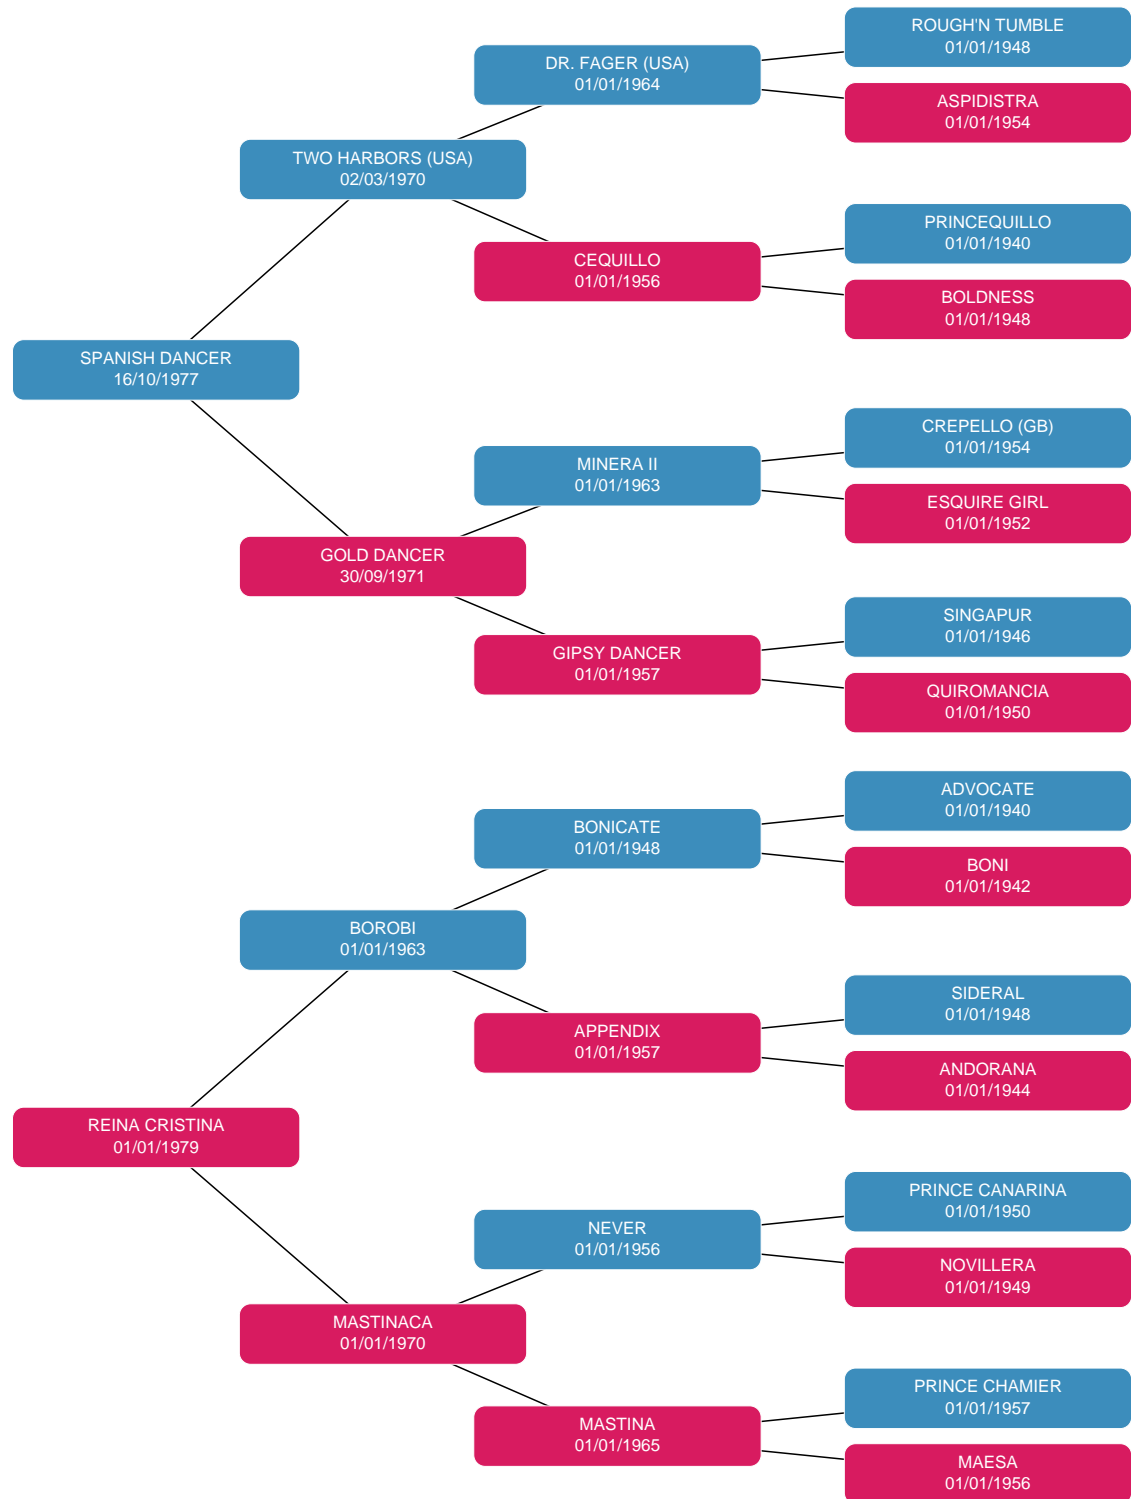 ROUGH'N TUMBLE
01/01/1948
DR. FAGER (USA)
01/01/1964
ASPIDISTRA
01/01/1954
TWO HARBORS (USA)
02/03/1970
PRINCEQUILLO
01/01/1940
CEQUILLO
01/01/1956
BOLDNESS
01/01/1948
SPANISH DANCER
16/10/1977
CREPELLO (GB)
01/01/1954
MINERA II
01/01/1963
ESQUIRE GIRL
01/01/1952
GOLD DANCER
30/09/1971
SINGAPUR
01/01/1946
GIPSY DANCER
01/01/1957
QUIROMANCIA
01/01/1950
ADVOCATE
01/01/1940
BONICATE
01/01/1948
BONI
01/01/1942
BOROBI
01/01/1963
SIDERAL
01/01/1948
APPENDIX
01/01/1957
ANDORANA
01/01/1944
REINA CRISTINA
01/01/1979
PRINCE CANARINA
01/01/1950
NEVER
01/01/1956
NOVILLERA
01/01/1949
MASTINACA
01/01/1970
PRINCE CHAMIER
01/01/1957
MASTINA
01/01/1965
MAESA
01/01/1956